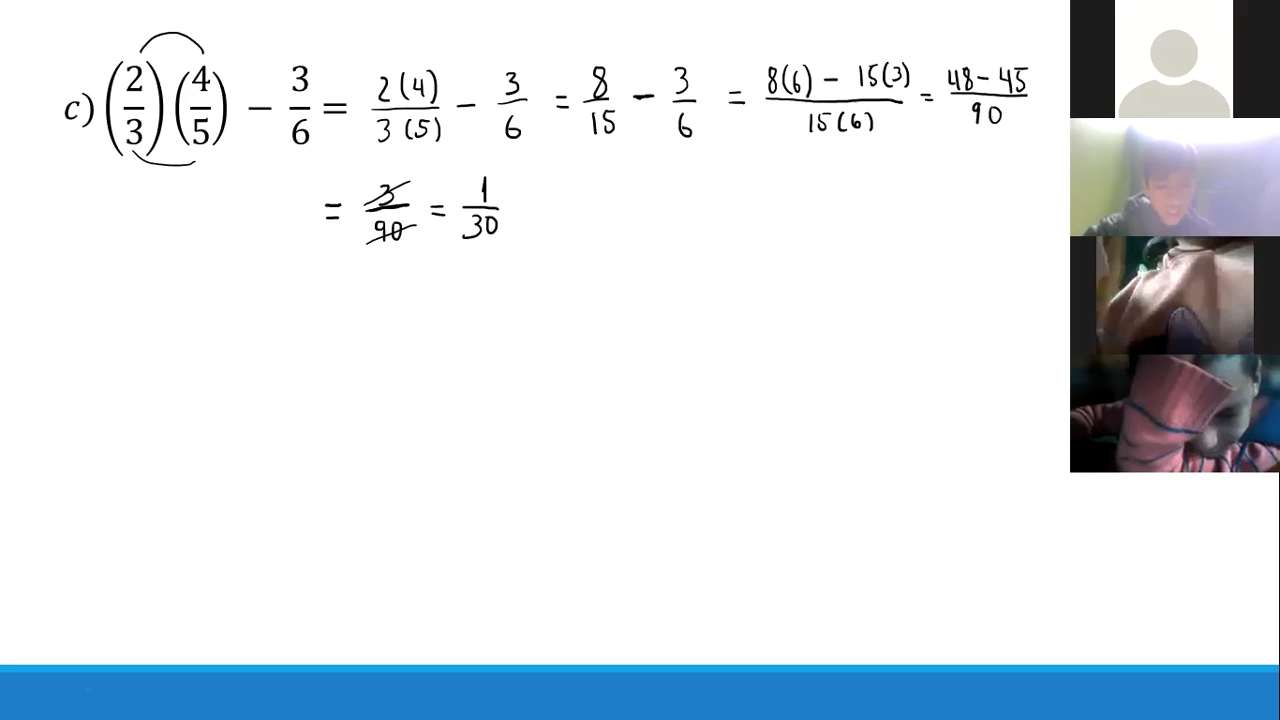 c) (2/3)(4/5) − 3/6 = 2(4)/3(5) − 3/6 = 8/15 − 3/6 = 8(6) − 15(3)/15(6) = 48 − 45/90
= 3/90 = 1/30